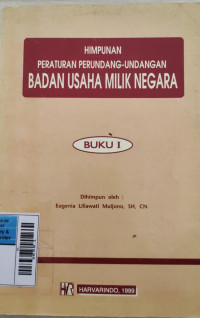 HIMPUNAN
PERATURAN PERUNDANG-UNDANGAN
BADAN USAHA MILIK NEGARA
BUKU I
Dihimpun oleh :
Eugenia Liliawati Muljono, SH, CN.
HARVARINDO, 1999